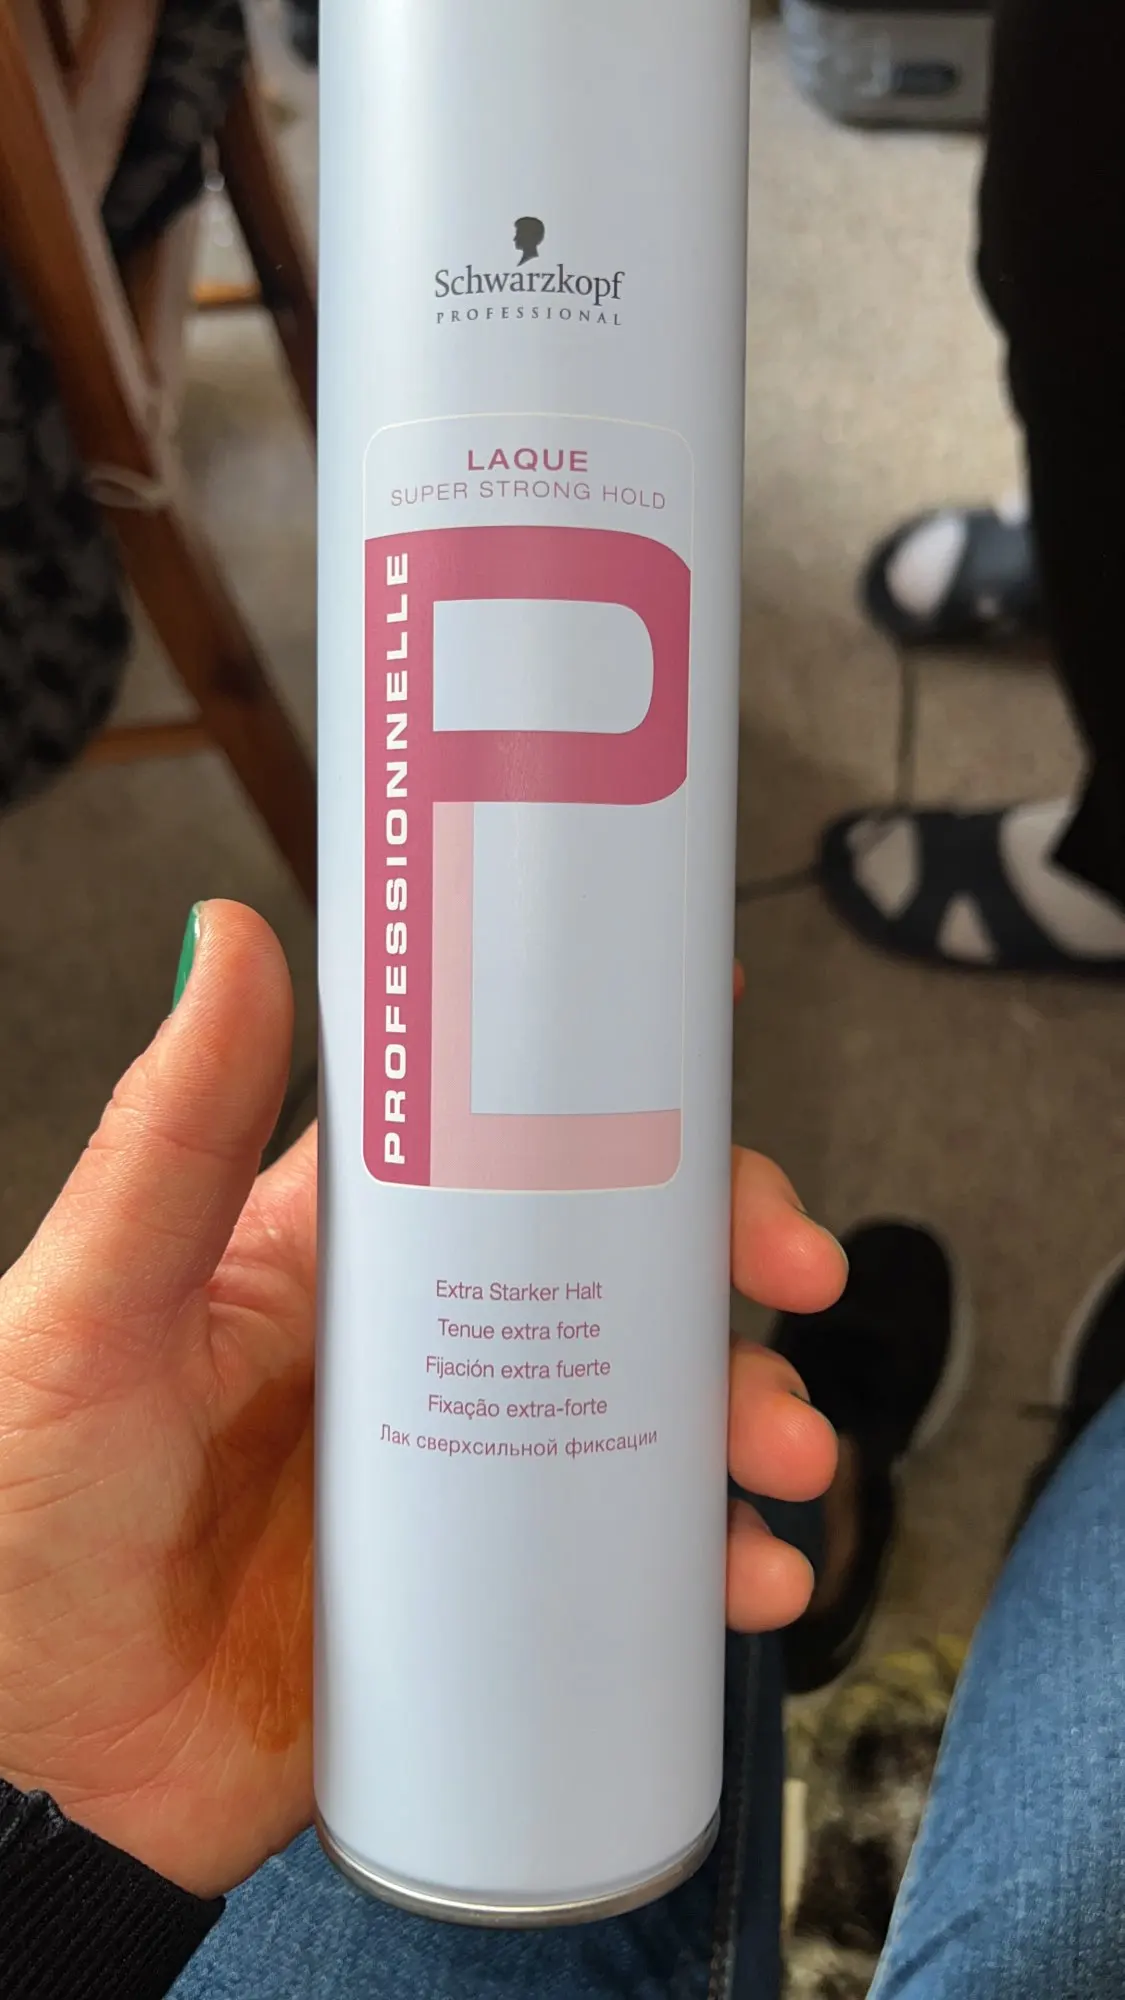 Schwarzkopf
PROFESSIONAL
LAQUE
SUPER STRONG HOLD
PROFESSIONNELLE
Extra Starker Halt
Tenue extra forte
Fijación extra fuerte
Fixação extra-forte
Лак сверхсильной фиксации